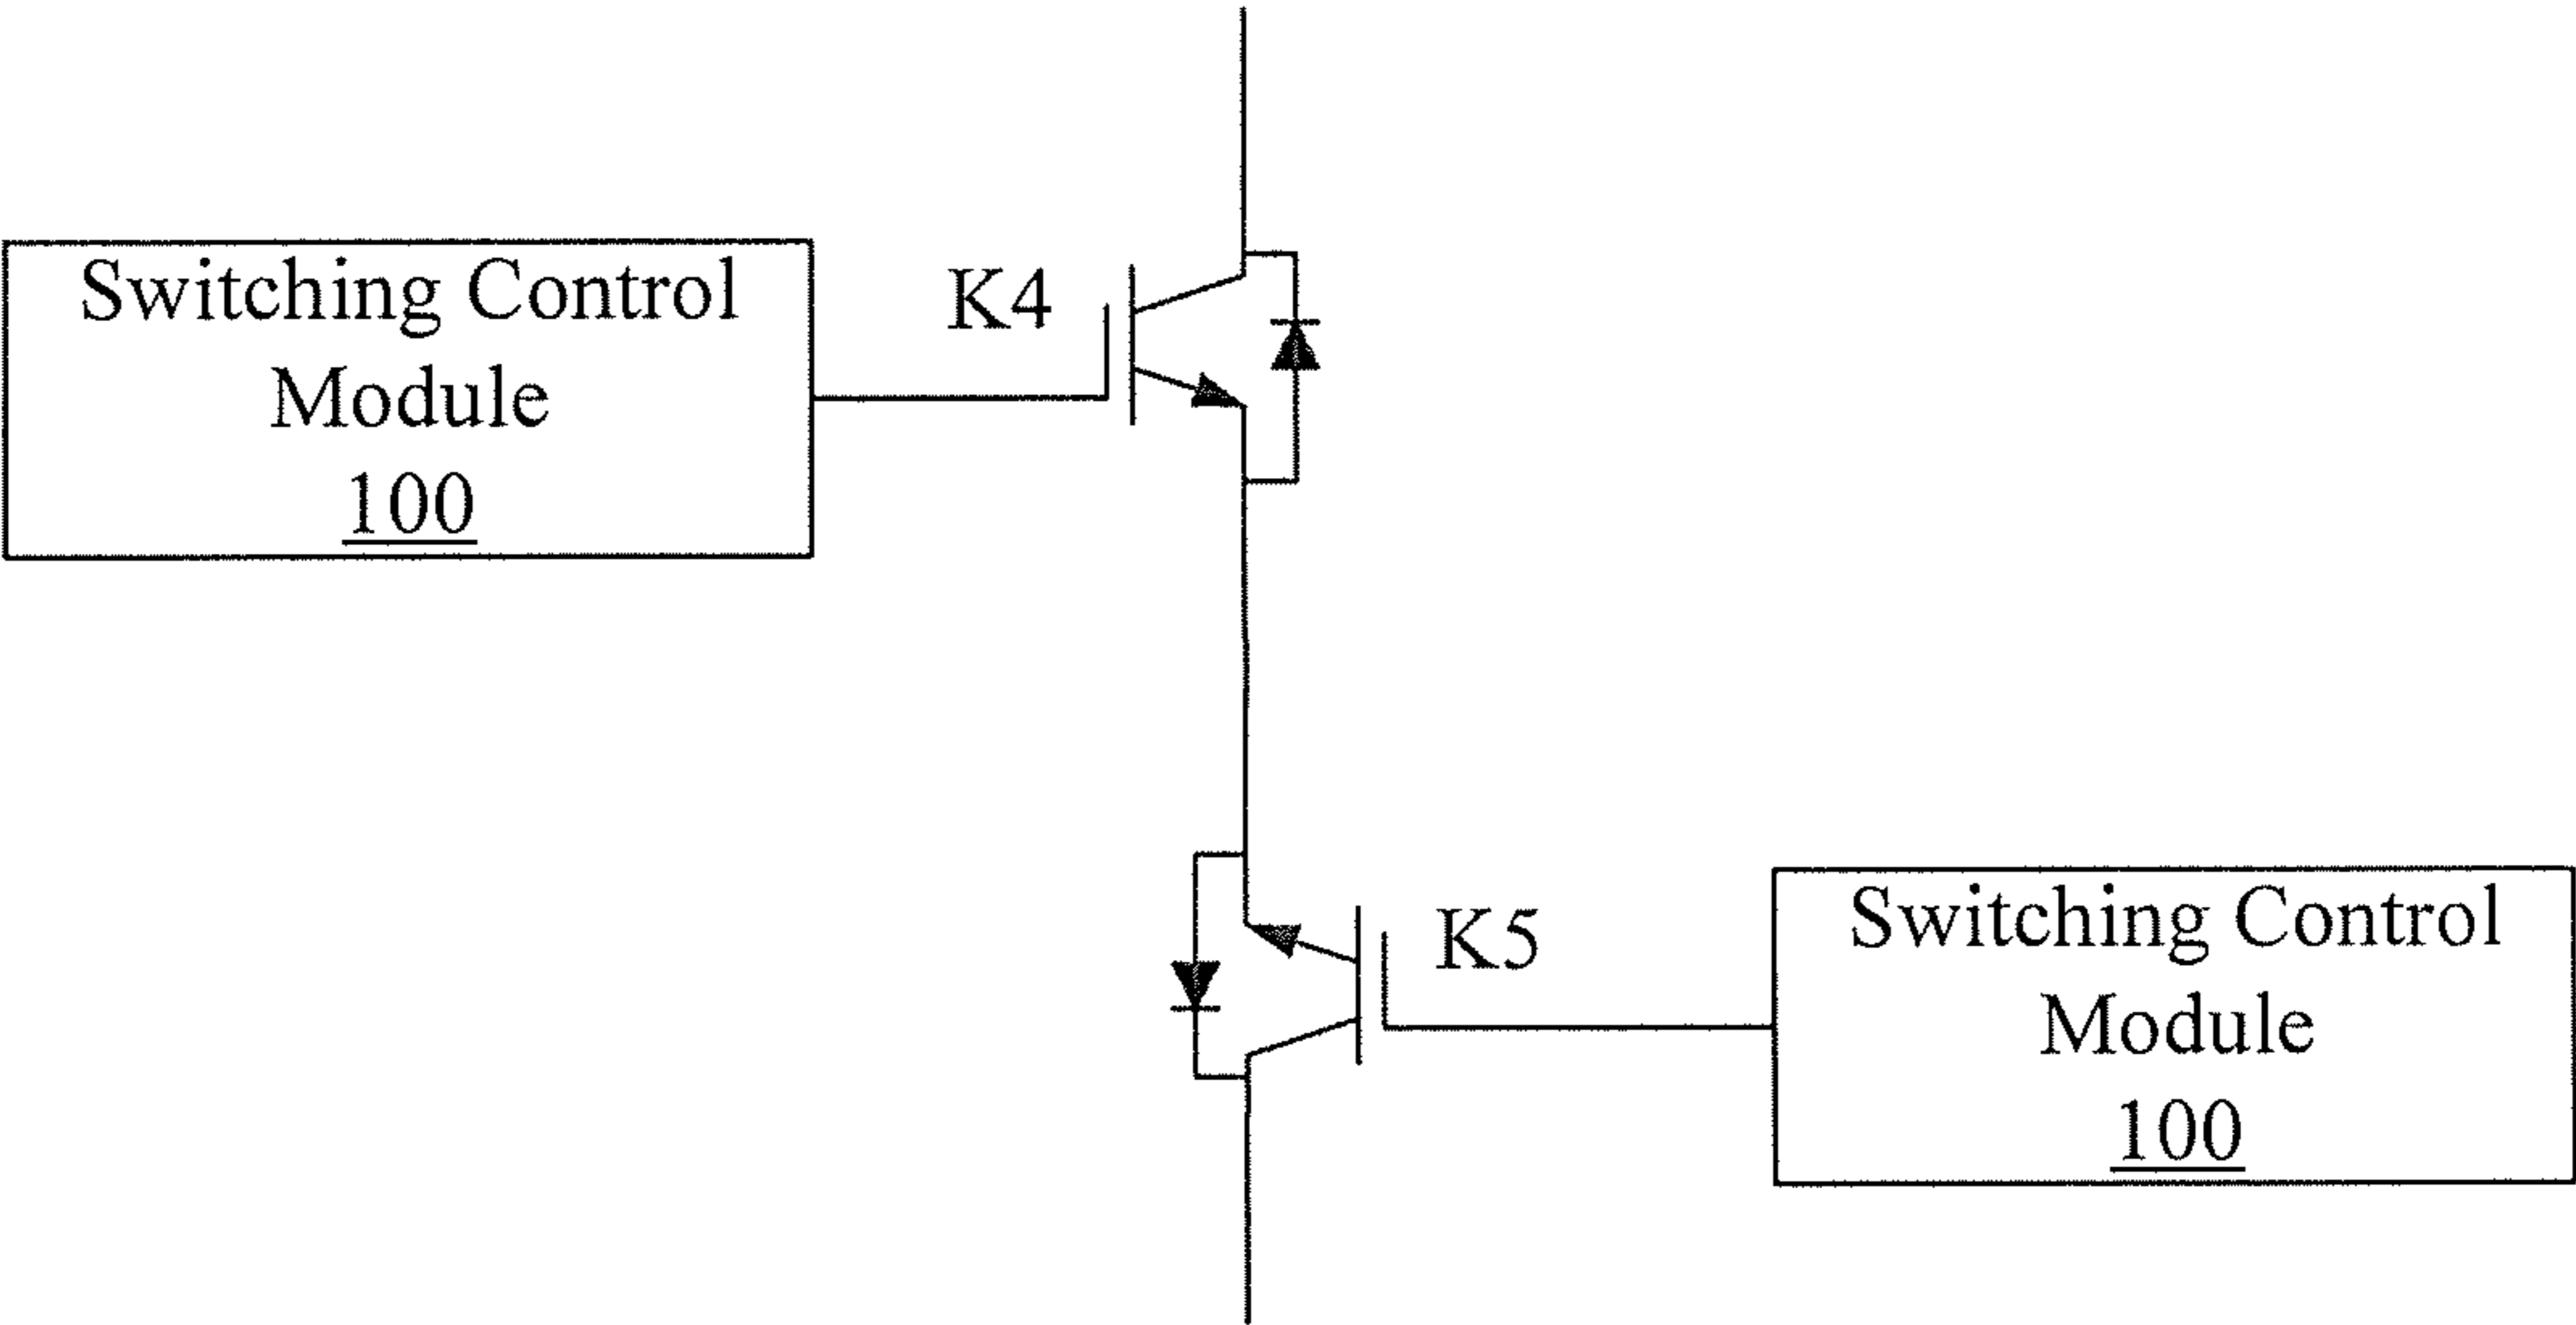 Switching Control
Module
100
K4
K5
Switching Control
Module
100